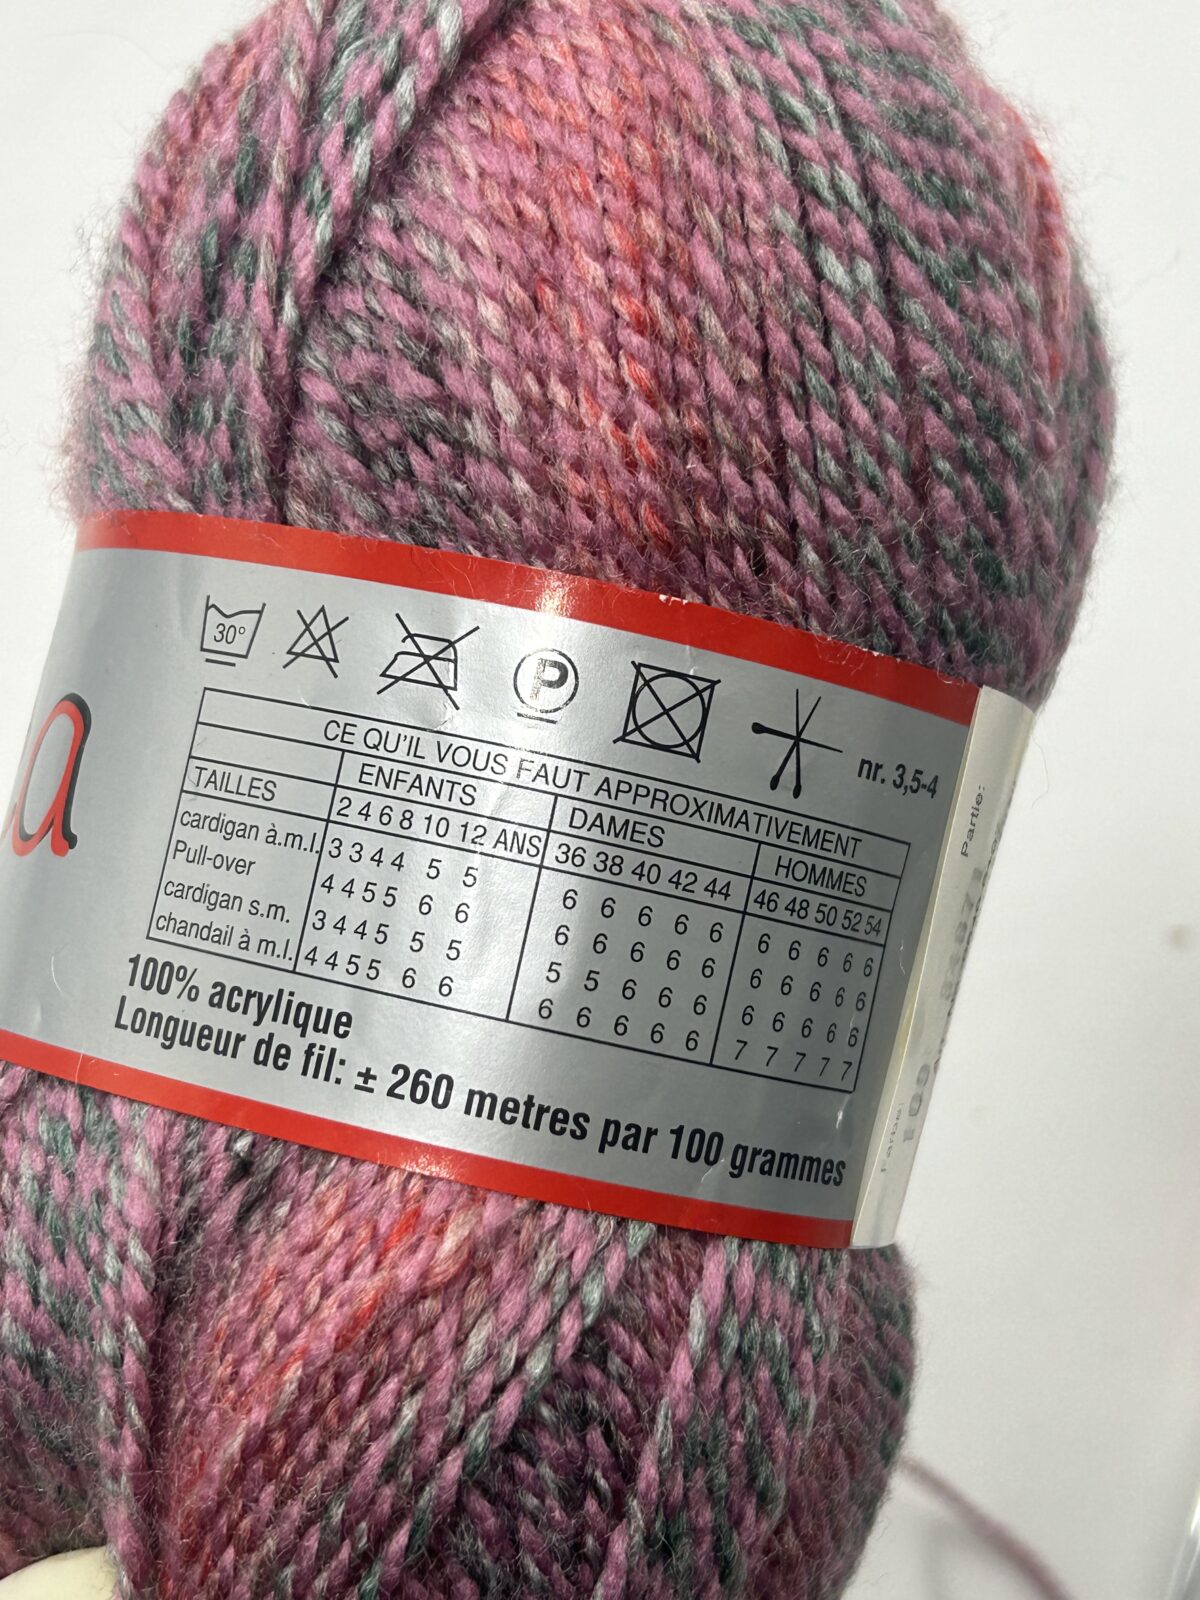 a
30°
P
nr. 3,5-4
CE QU'IL VOUS FAUT APPROXIMATIVEMENT
TAILLES ENFANTS DAMES HOMMES
2 4 6 8 10 12 ANS 36 38 40 42 44 46 48 50 52 54
cardigan à.m.l. 3 3 4 4 5 5 6 6 6 6 6 6 6 6 6 6
Pull-over 4 4 5 5 6 6 6 6 6 6 6 6 6 6 6 6
cardigan s.m. 3 4 4 5 5 5 5 5 6 6 6 6 6 6 6 6
chandail à m.l. 4 4 5 5 6 6 6 6 6 6 6 7 7 7 7 7
100% acrylique
Longueur de fil: ± 260 metres par 100 grammes
Partie:
Farbe: